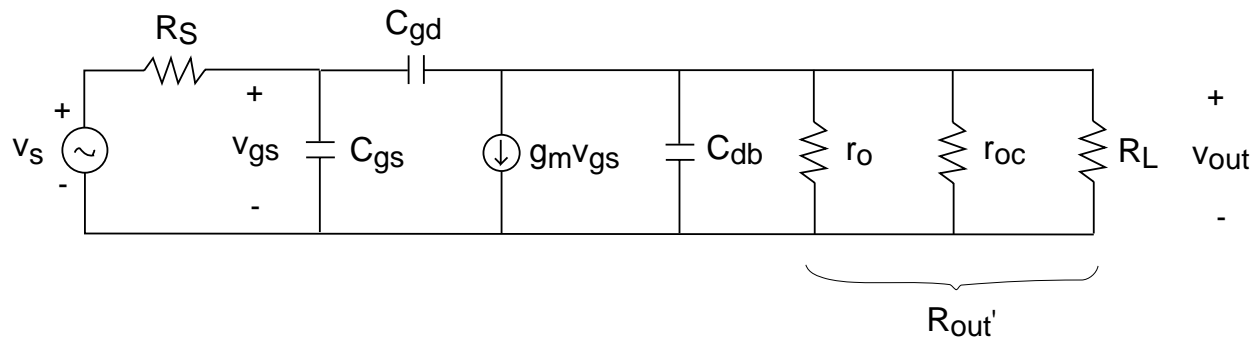 R_S
C_gd
+
v_s
-
+
v_gs
-
C_gs
g_mv_gs
C_db
r_o
r_oc
R_L
+
v_out
-
R_out'